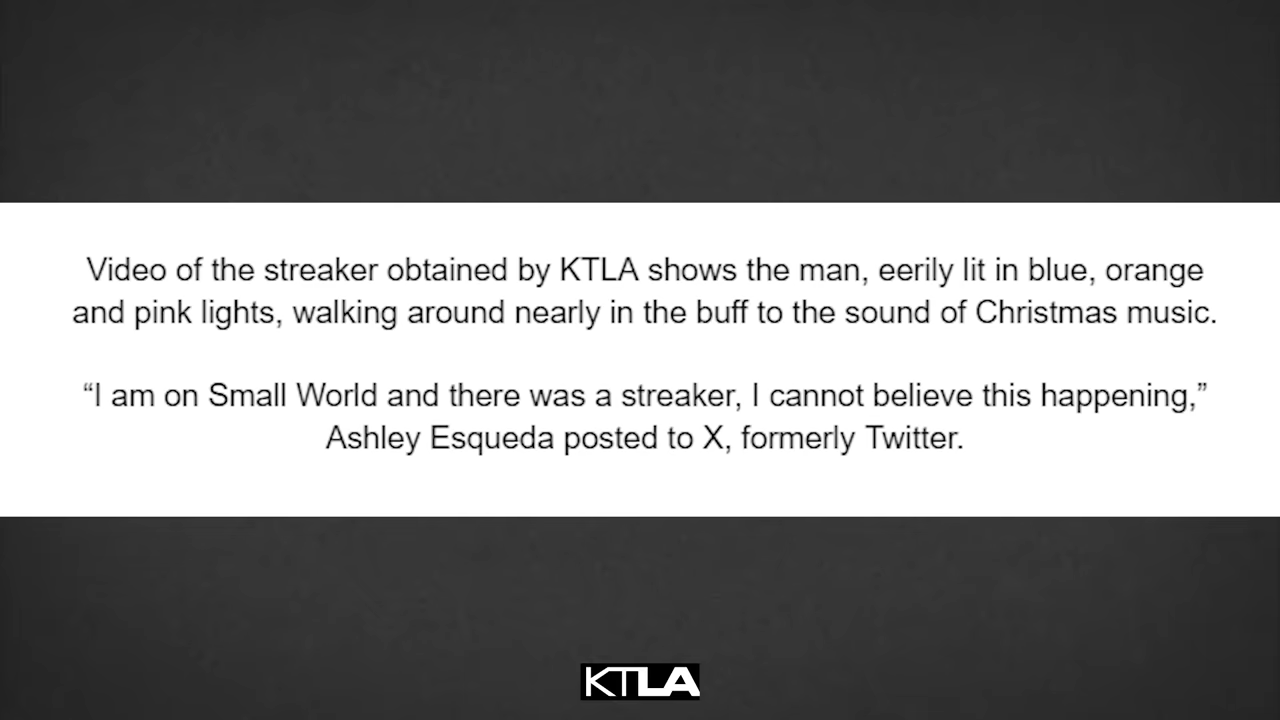 Video of the streaker obtained by KTLA shows the man, eerily lit in blue, orange
and pink lights, walking around nearly in the buff to the sound of Christmas music.
“I am on Small World and there was a streaker, I cannot believe this happening,”
Ashley Esqueda posted to X, formerly Twitter.
KTLA